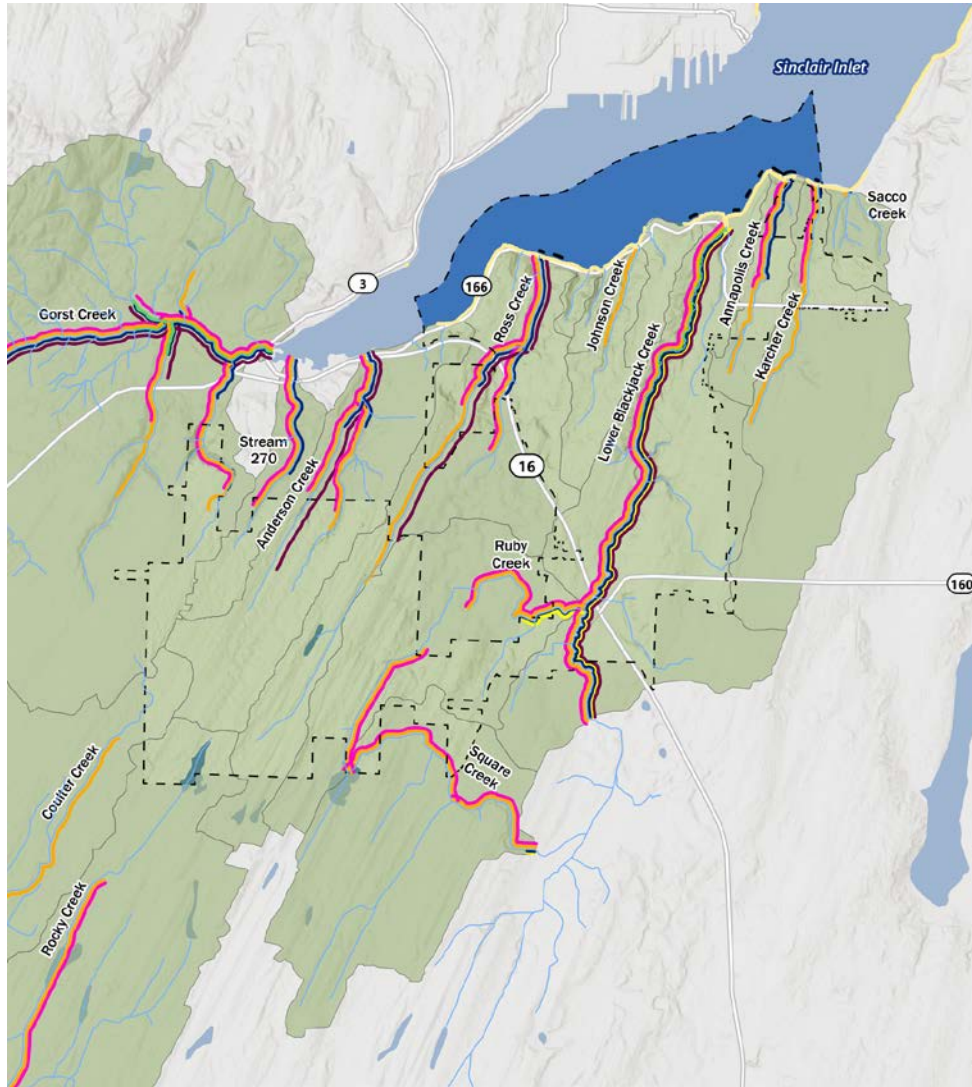 Sinclair Inlet
Sacco
Creek
3
166
Gorst Creek
Ross Creek
Johnson Creek
Annapolis Creek
Karcher Creek
Lower Blackjack Creek
Stream
270
Anderson Creek
16
Ruby
Creek
160
Square
Creek
Coulter Creek
Rocky Creek